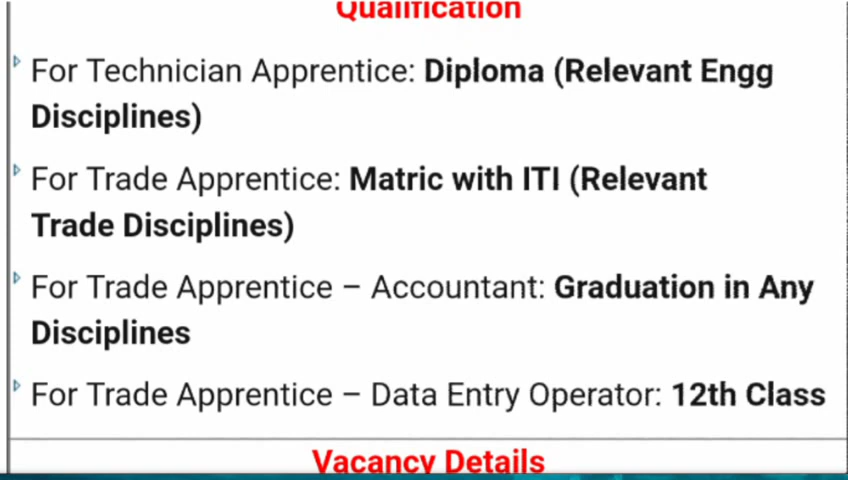 Qualification
For Technician Apprentice: Diploma (Relevant Engg
Disciplines)
For Trade Apprentice: Matric with ITI (Relevant
Trade Disciplines)
For Trade Apprentice – Accountant: Graduation in Any
Disciplines
For Trade Apprentice – Data Entry Operator: 12th Class
Vacancy Details